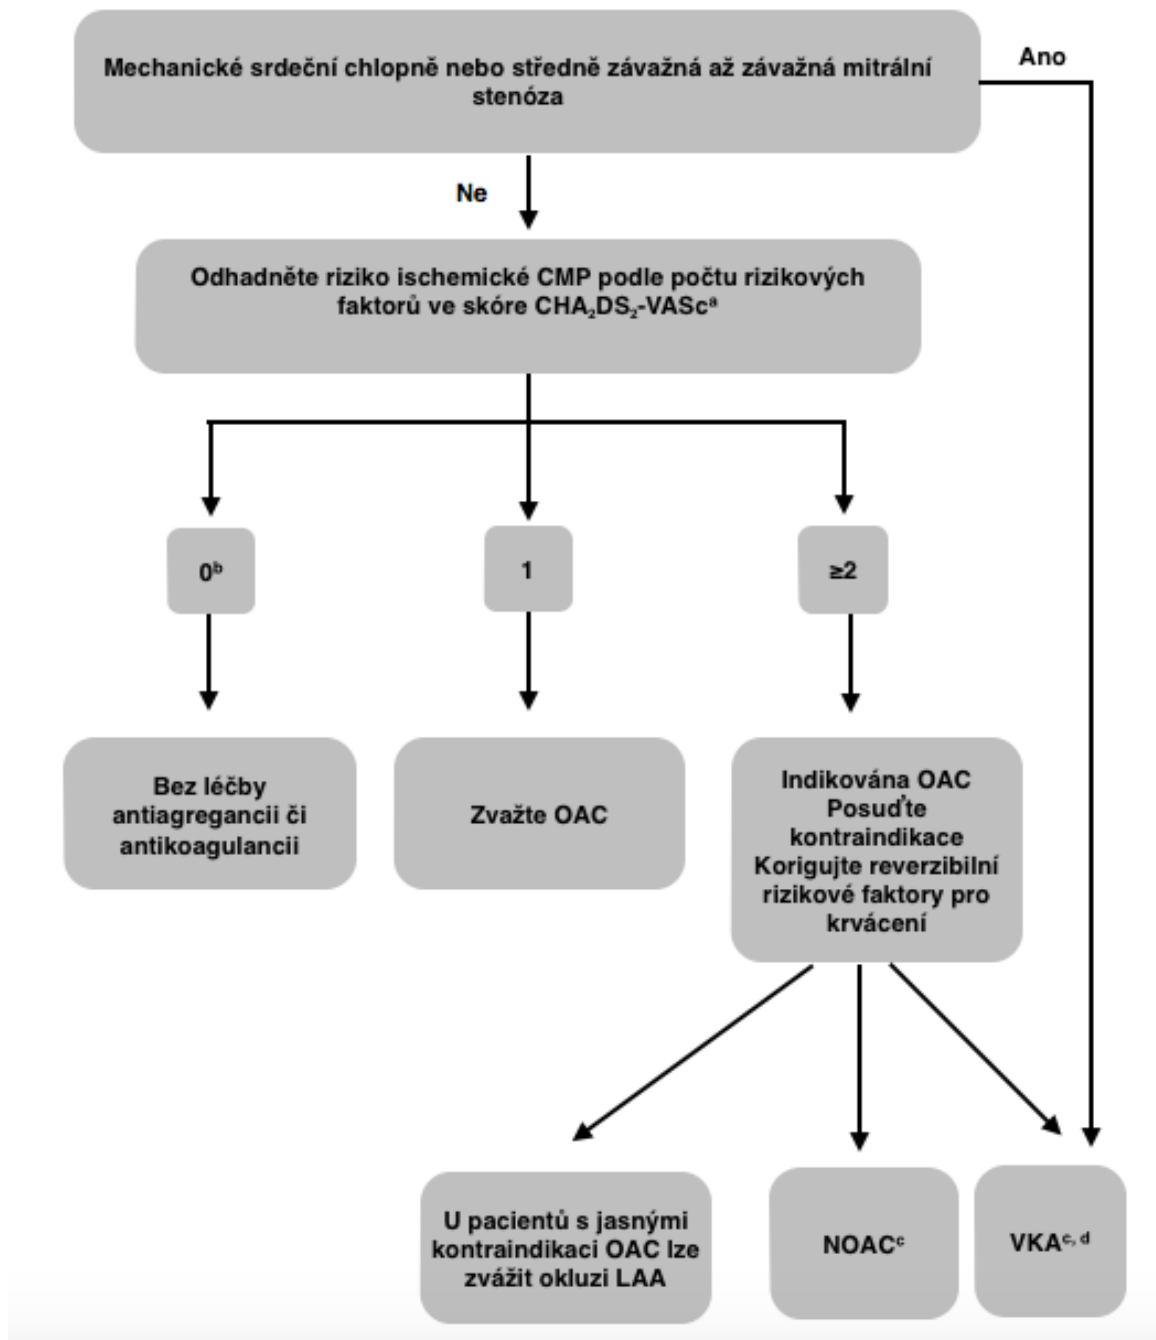 Mechanické srdeční chlopně nebo středně závažná až závažná mitrální
stenóza
Ano
Ne
Odhadněte riziko ischemické CMP podle počtu rizikových
faktorů ve skóre CHA₂DS₂-VAScᵃ
0ᵇ
1
≥2
Bez léčby
antiagregancii či
antikoagulancii
Zvažte OAC
Indikována OAC
Posuďte
kontraindikace
Korigujte reverzibilní
rizikové faktory pro
krvácení
U pacientů s jasnými
kontraindikaci OAC lze
zvážit okluzi LAA
NOACᶜ
VKAᶜ, ᵈ